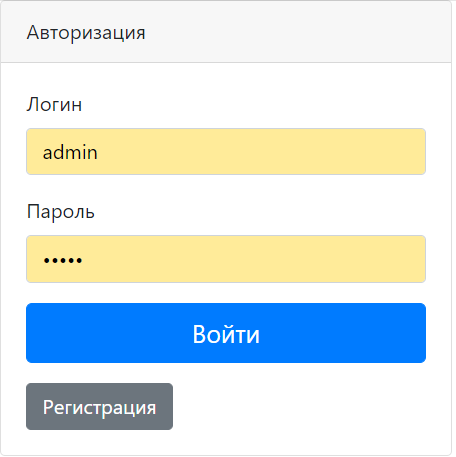 Авторизация
Логин
admin
Пароль
•••••
Войти
Регистрация